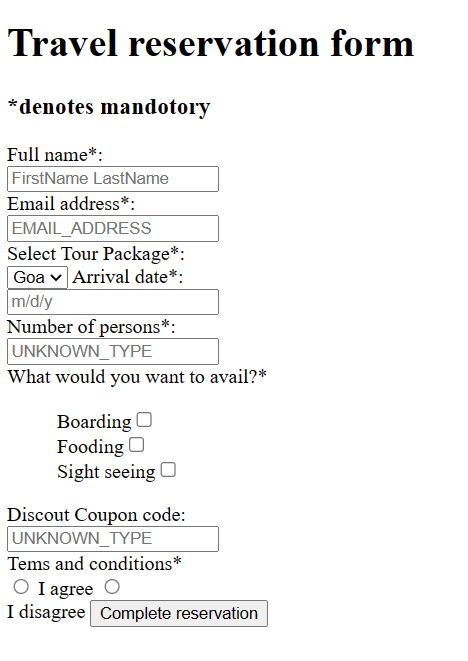 Travel reservation form
*denotes mandotory
Full name*:
FirstName LastName
Email address*:
EMAIL_ADDRESS
Select Tour Package*:
Goa Arrival date*:
m/d/y
Number of persons*:
UNKNOWN_TYPE
What would you want to avail?*
Boarding
Fooding
Sight seeing
Discout Coupon code:
UNKNOWN_TYPE
Tems and conditions*
I agree
I disagree Complete reservation